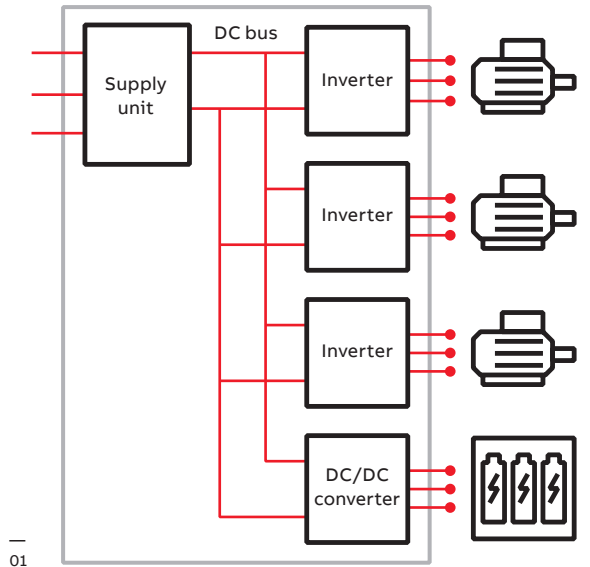 DC bus
Supply
unit
Inverter
Inverter
Inverter
DC/DC
converter
01